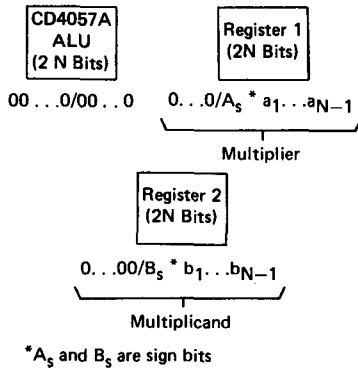 CD4057A
ALU
(2 N Bits)
Register 1
(2N Bits)
00 . . . 0/00 . . 0
0. . .0/Aₛ * a₁. . .aN−1
Multiplier
Register 2
(2N Bits)
0. . .00/Bₛ * b₁. . .bN−1
Multiplicand
*Aₛ and Bₛ are sign bits